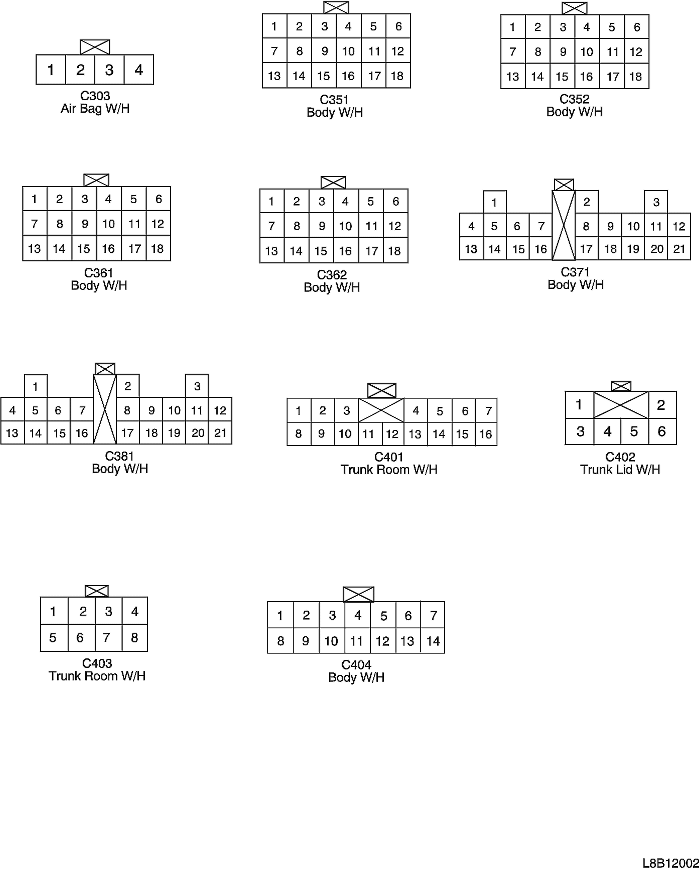 1 2 3 4
C303
Air Bag W/H
1 2 3 4 5 6
7 8 9 10 11 12
13 14 15 16 17 18
C351
Body W/H
1 2 3 4 5 6
7 8 9 10 11 12
13 14 15 16 17 18
C352
Body W/H
1 2 3 4 5 6
7 8 9 10 11 12
13 14 15 16 17 18
C361
Body W/H
1 2 3 4 5 6
7 8 9 10 11 12
13 14 15 16 17 18
C362
Body W/H
1 2 3
4 5 6 7 8 9 10 11 12
13 14 15 16 17 18 19 20 21
C371
Body W/H
1 2 3
4 5 6 7 8 9 10 11 12
13 14 15 16 17 18 19 20 21
C381
Body W/H
1 2 3 4 5 6 7
8 9 10 11 12 13 14 15 16
C401
Trunk Room W/H
1 2
3 4 5 6
C402
Trunk Lid W/H
1 2 3 4
5 6 7 8
C403
Trunk Room W/H
1 2 3 4 5 6 7
8 9 10 11 12 13 14
C404
Body W/H
L8B12002